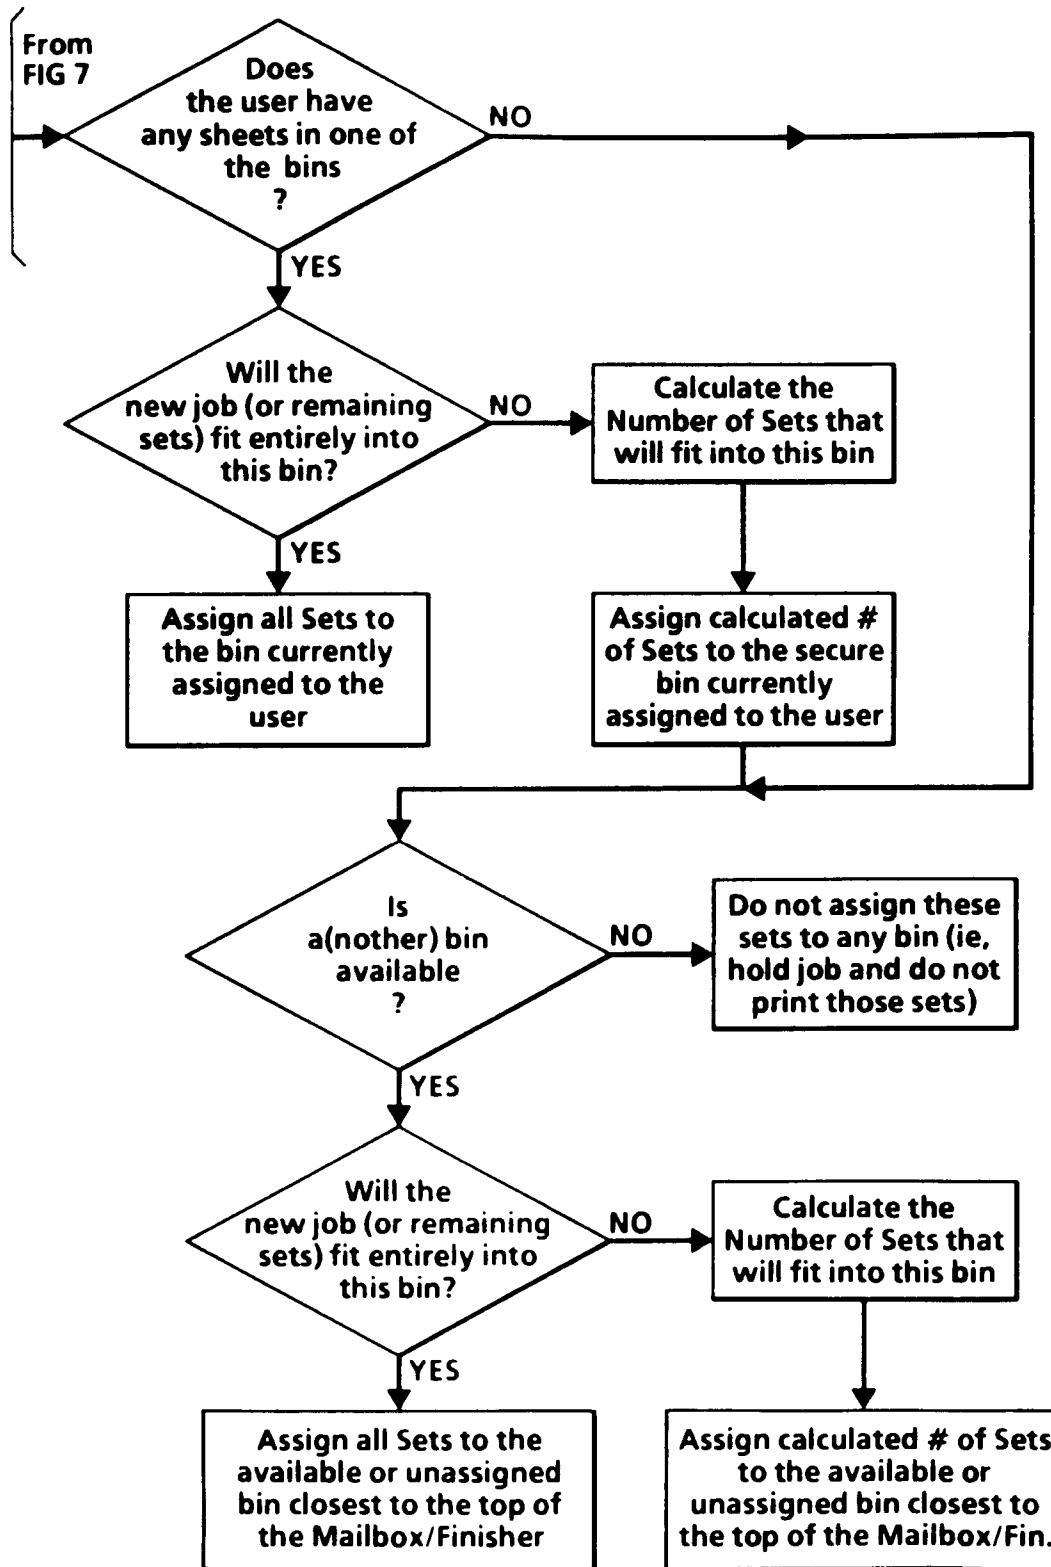 From
FIG 7
Does
the user have
any sheets in one of
the bins
?
NO
YES
Will the
new job (or remaining
sets) fit entirely into
this bin?
NO
Calculate the
Number of Sets that
will fit into this bin
YES
Assign all Sets to
the bin currently
assigned to the
user
Assign calculated #
of Sets to the secure
bin currently
assigned to the user
Is
a(nother) bin
available
?
NO
Do not assign these
sets to any bin (ie,
hold job and do not
print those sets)
YES
Will the
new job (or remaining
sets) fit entirely into
this bin?
NO
Calculate the
Number of Sets that
will fit into this bin
YES
Assign all Sets to the
available or unassigned
bin closest to the top of
the Mailbox/Finisher
Assign calculated # of Sets
to the available or
unassigned bin closest to
the top of the Mailbox/Fin.